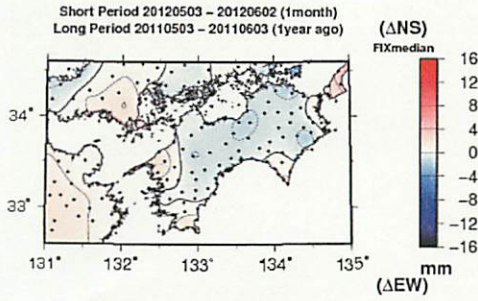 Short Period 20120503 − 20120602 (1month)
Long Period 20110503 − 20110603 (1year ago)
(ΔNS)
FIXmedian
16
12
8
4
0
−4
−8
−12
−16
mm
(ΔEW)
34°
33°
131° 132° 133° 134° 135°